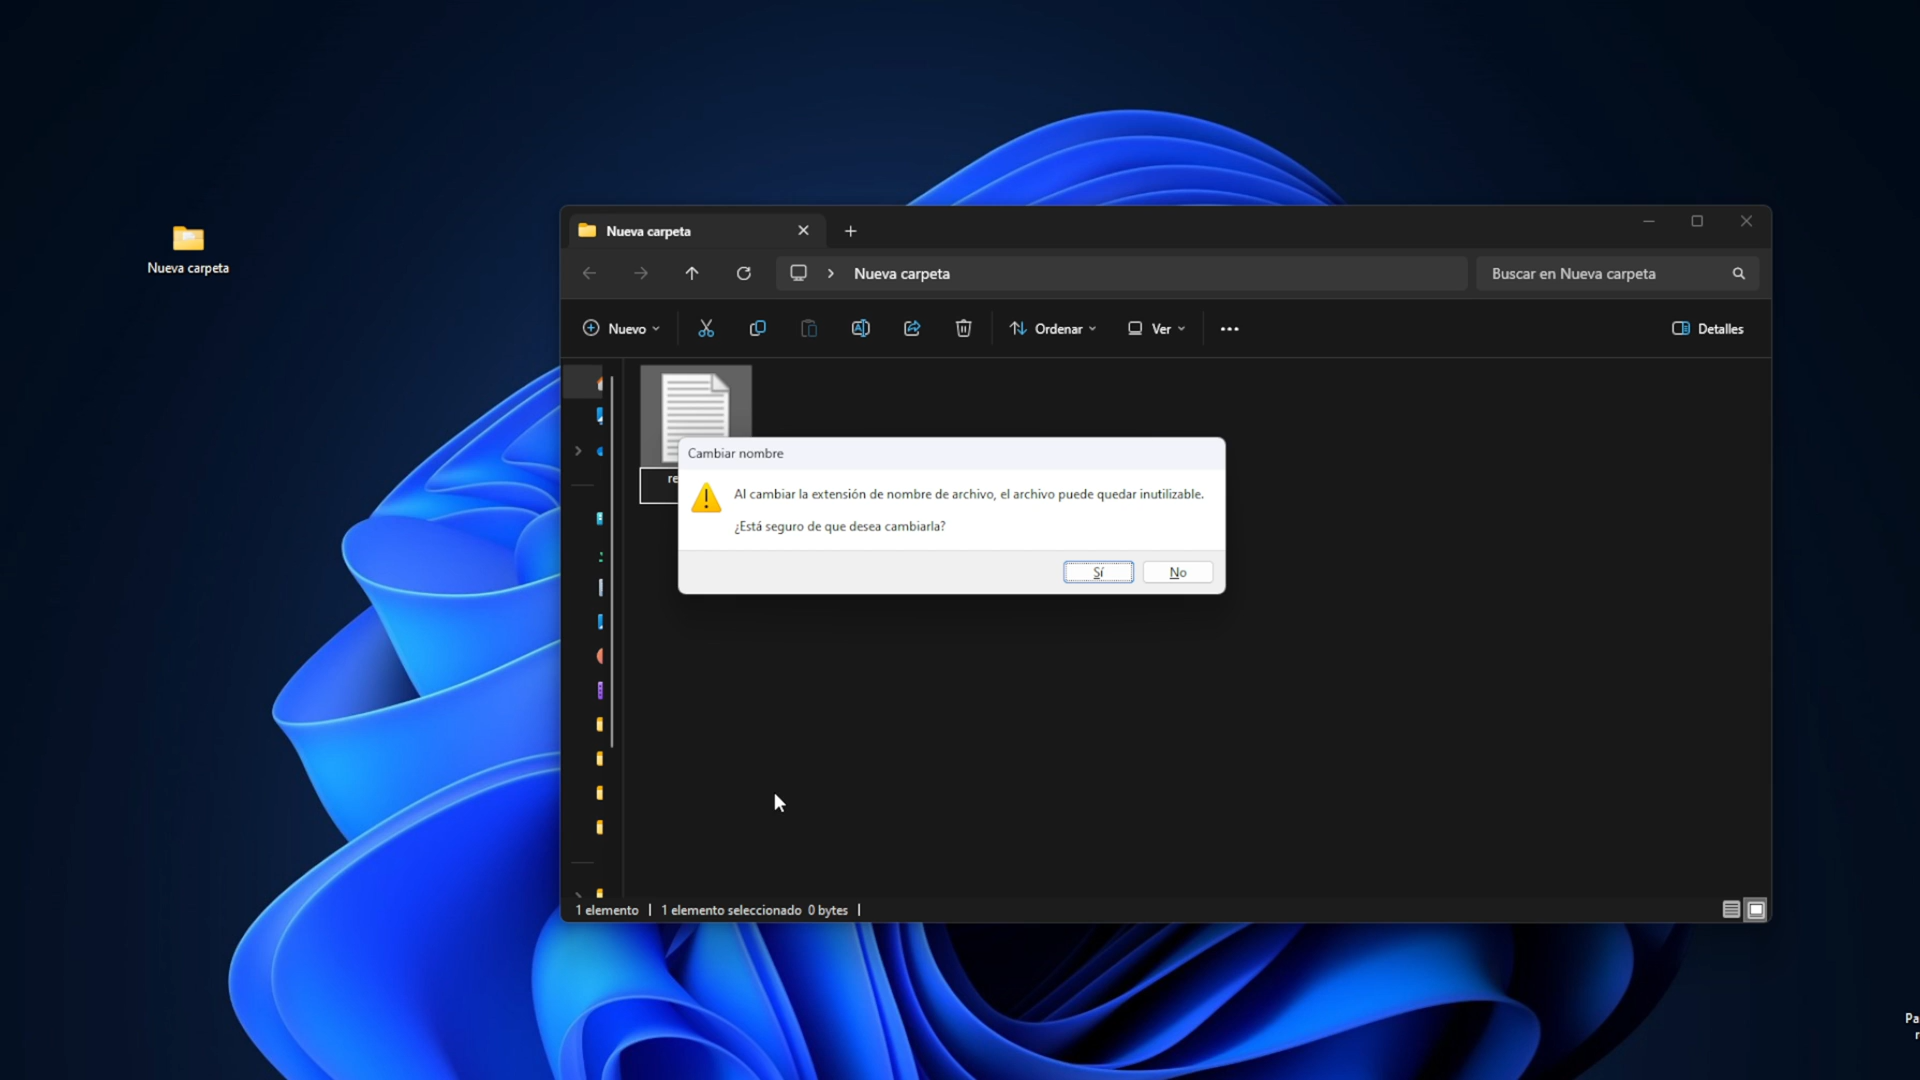 Nueva carpeta
Nueva carpeta
Nueva carpeta
Buscar en Nueva carpeta
Nuevo
Ordenar
Ver
Detalles
re
Cambiar nombre
Al cambiar la extensión de nombre de archivo, el archivo puede quedar inutilizable.
¿Está seguro de que desea cambiarla?
Sí
No
1 elemento
1 elemento seleccionado 0 bytes
Pa